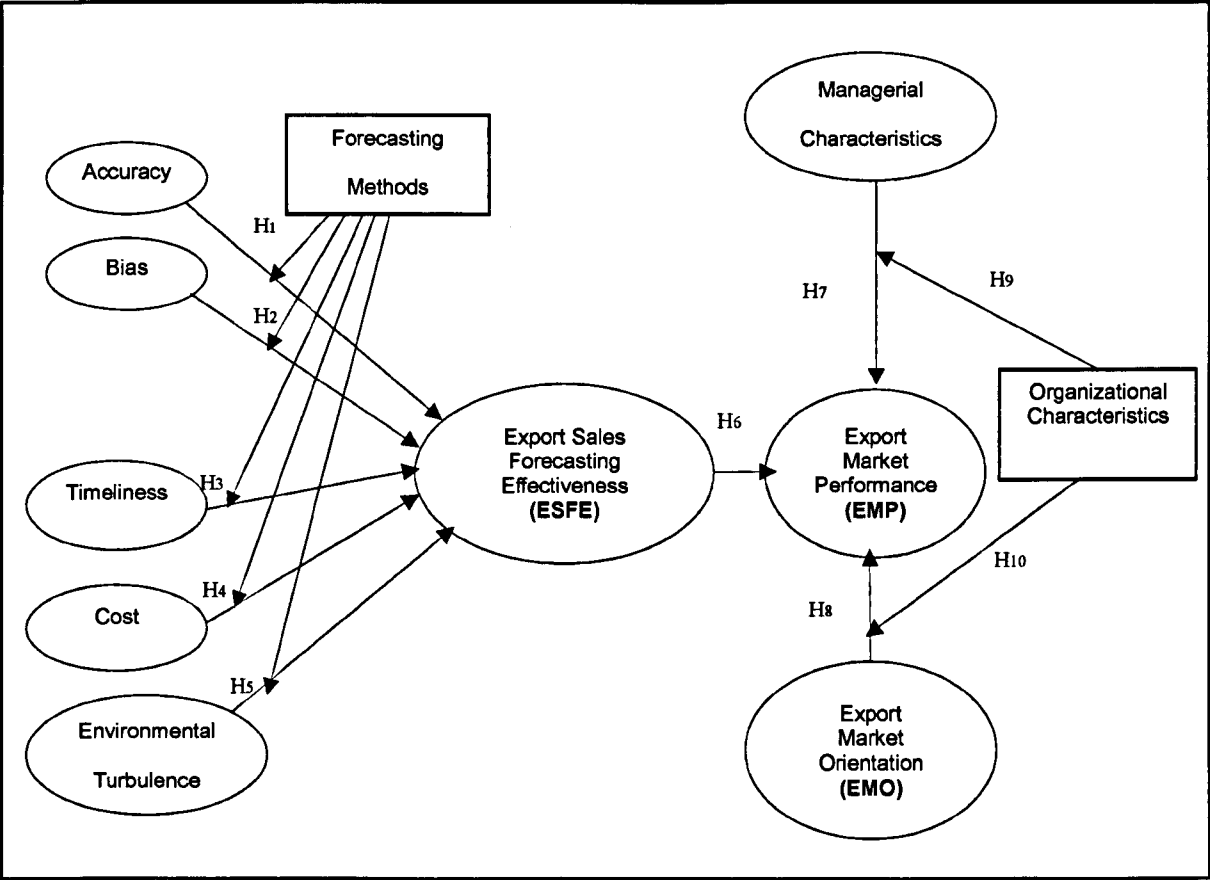 Managerial
Characteristics
Forecasting
Methods
Accuracy
H1
Bias
H2
H7
H9
Organizational
Characteristics
H6
Export Sales
Forecasting
Effectiveness
(ESFE)
Export
Market
Performance
(EMP)
Timeliness
H3
H10
Cost
H4
H8
H5
Environmental
Turbulence
Export
Market
Orientation
(EMO)